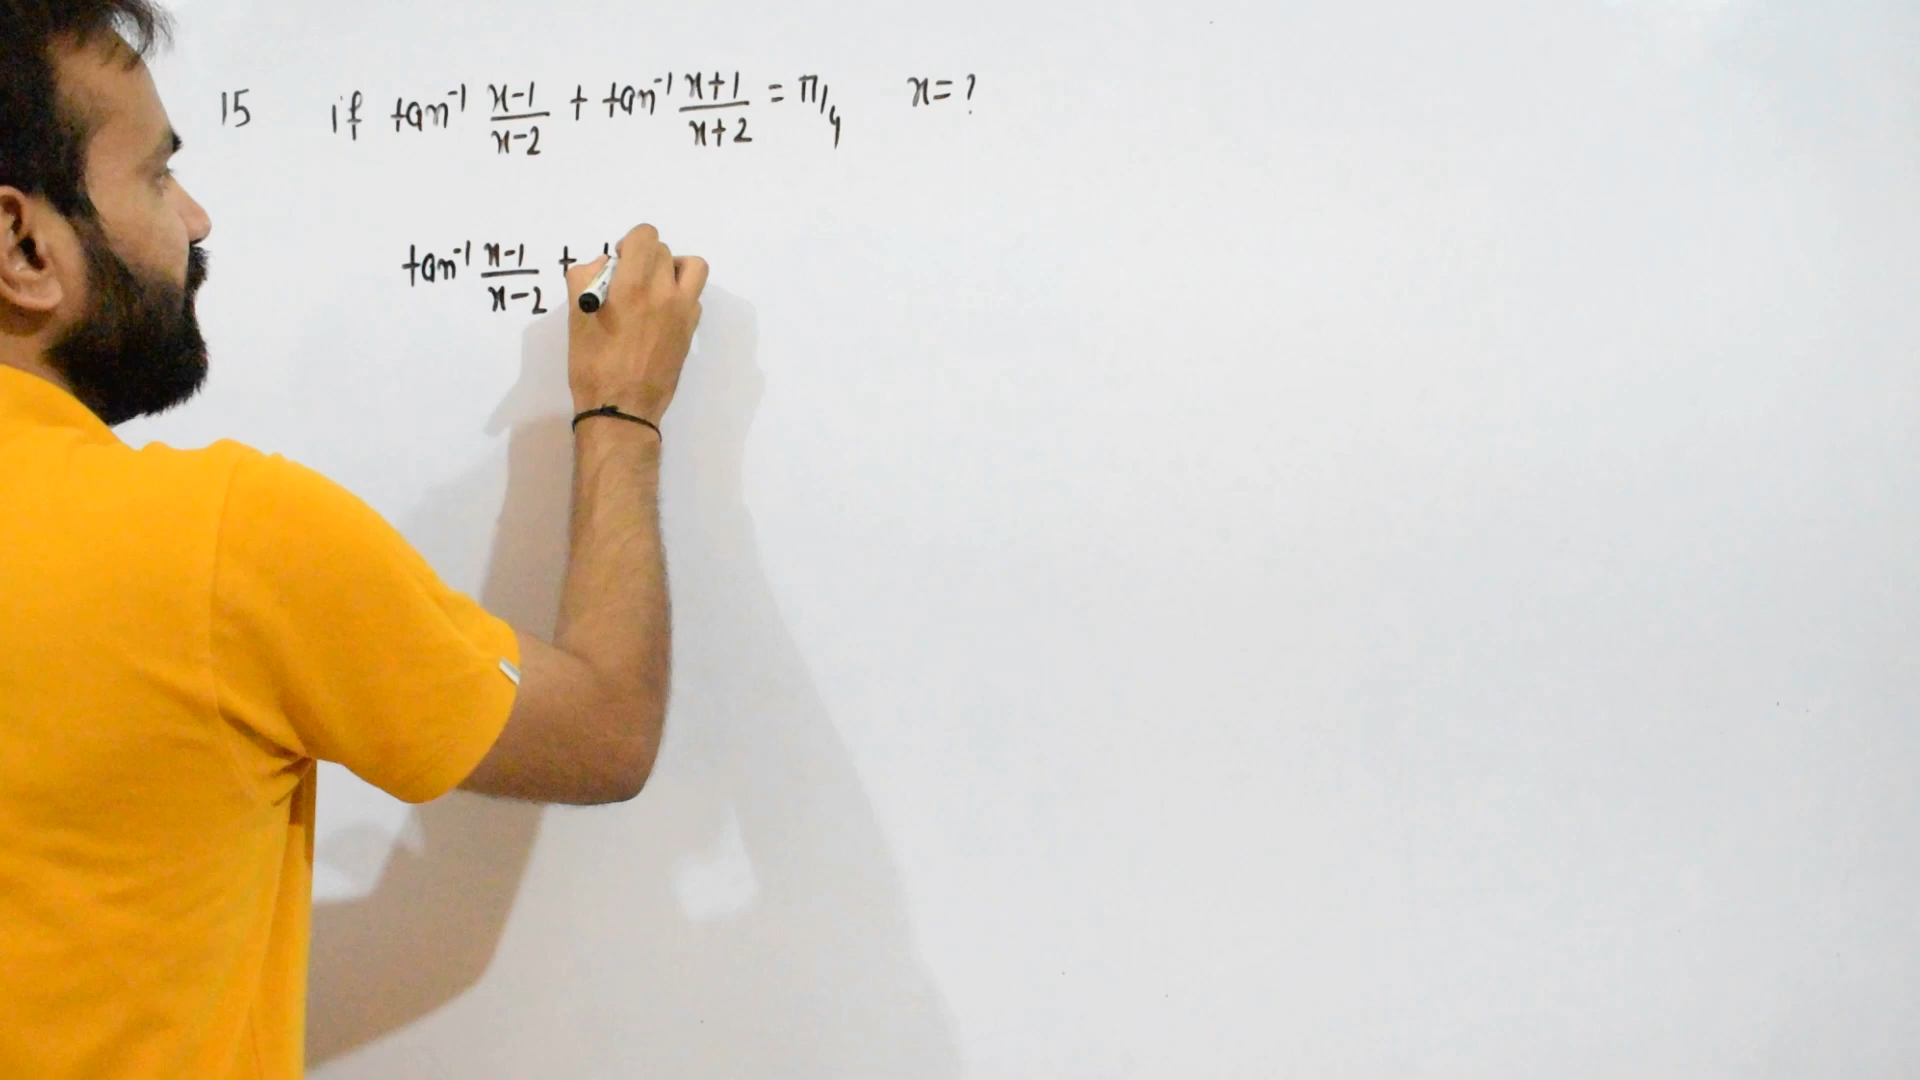 15 if tan⁻¹ x-1/x-2 + tan⁻¹ x+1/x+2 = π/4 x=?
tan⁻¹ x-1/x-2 +